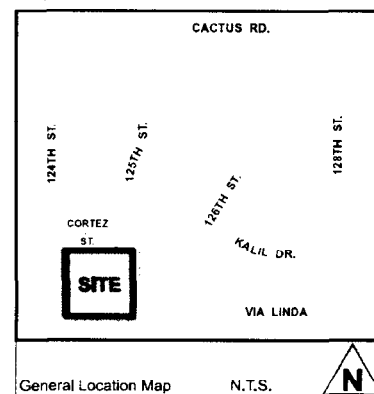 CACTUS RD.
124TH ST.
125TH ST.
126TH ST.
128TH ST.
CORTEZ
ST.
KALIL DR.
SITE
VIA LINDA
General Location Map N.T.S. N